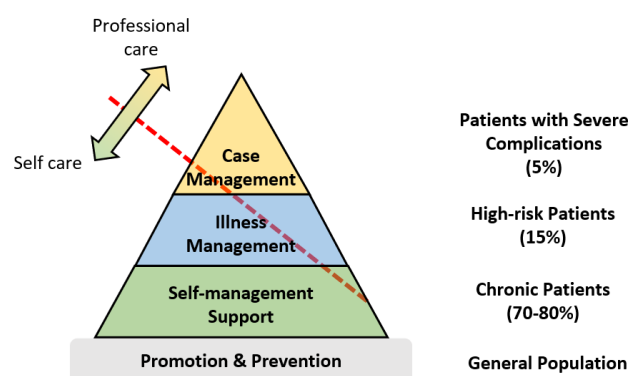 Professional
care
Self care
Case
Management
Illness
Management
Self-management
Support
Promotion & Prevention
Patients with Severe
Complications
(5%)
High-risk Patients
(15%)
Chronic Patients
(70-80%)
General Population